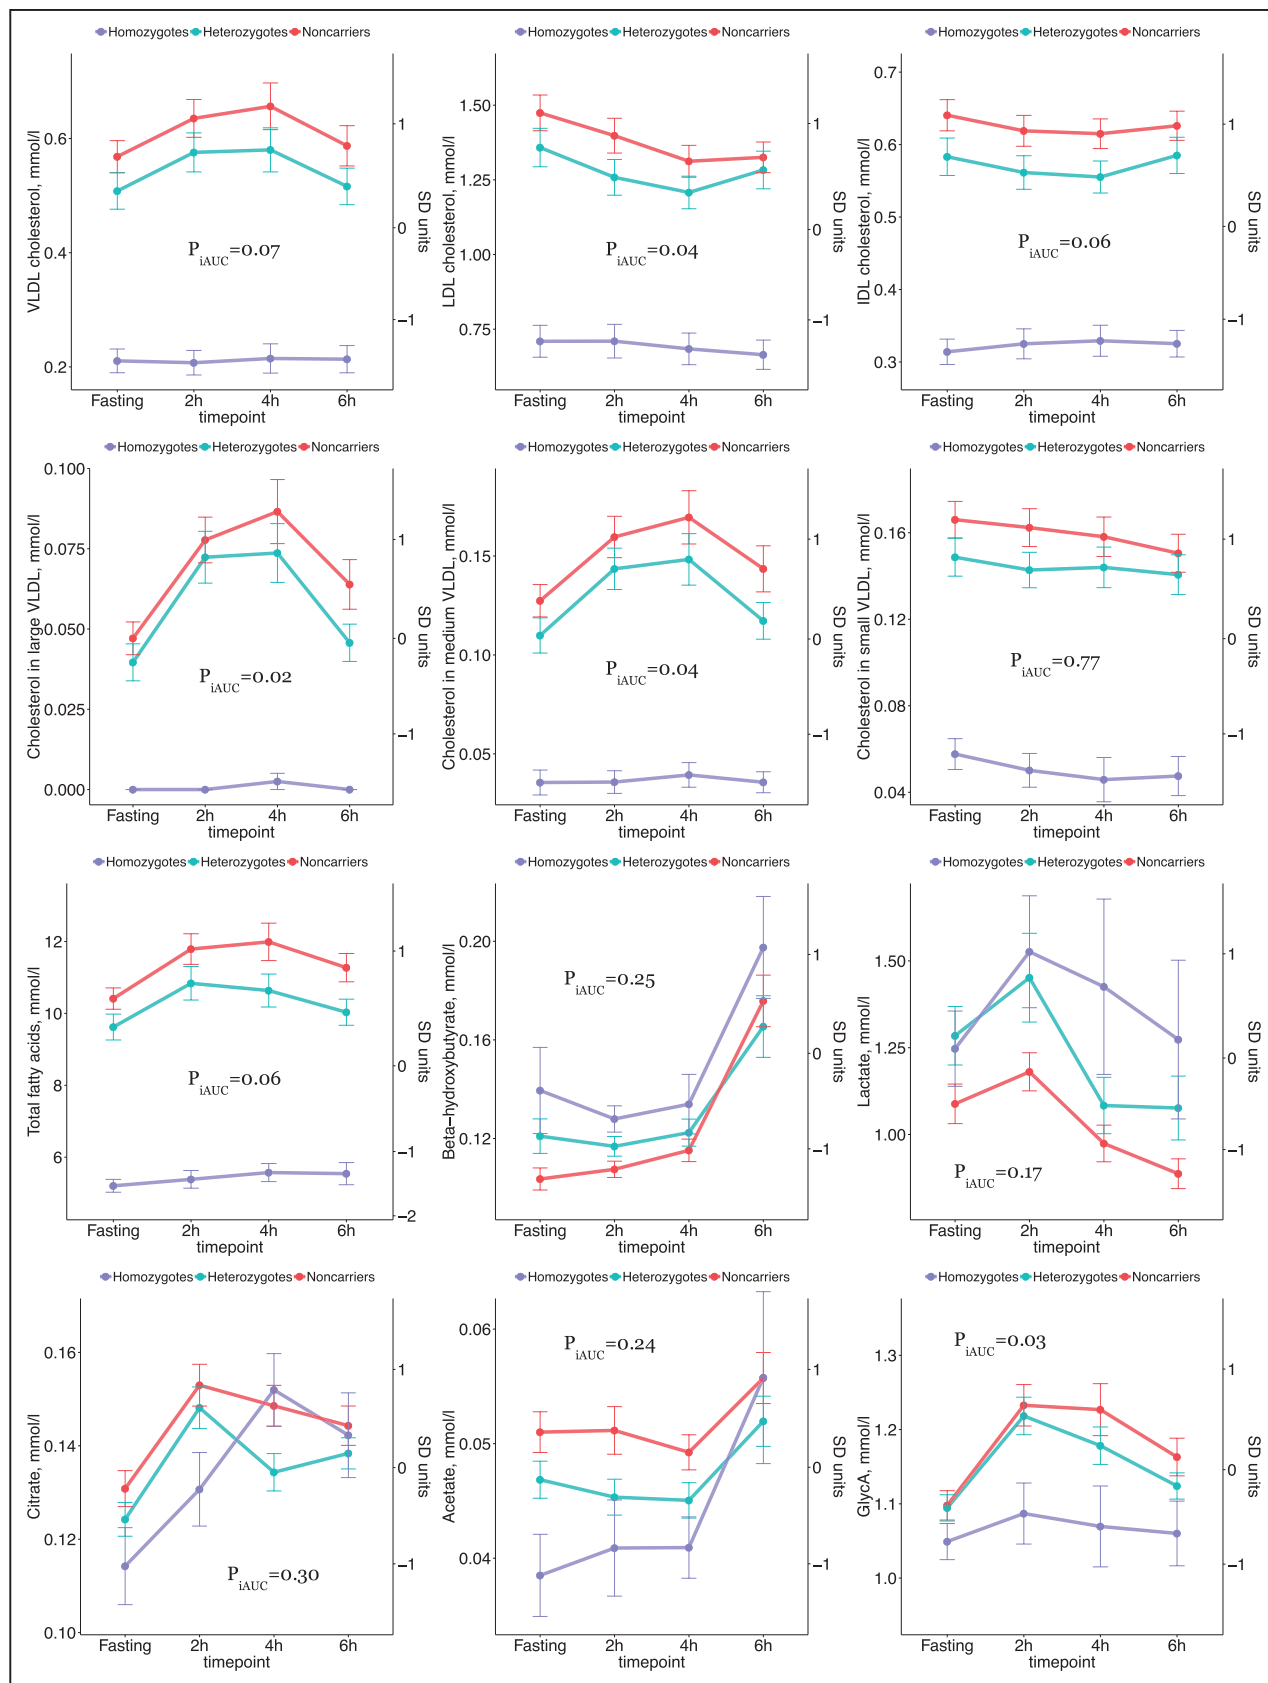 Homozygotes Heterozygotes Noncarriers
VLDL cholesterol, mmol/l
0.6
0.4
0.2
1
0
−1
SD units
P iAUC=0.07
Fasting 2h 4h 6h
timepoint
Homozygotes Heterozygotes Noncarriers
LDL cholesterol, mmol/l
1.50
1.25
1.00
0.75
1
0
−1
SD units
P iAUC=0.04
Fasting 2h 4h 6h
timepoint
Homozygotes Heterozygotes Noncarriers
IDL cholesterol, mmol/l
0.7
0.6
0.5
0.4
0.3
1
0
−1
SD units
P iAUC=0.06
Fasting 2h 4h 6h
timepoint
Homozygotes Heterozygotes Noncarriers
Cholesterol in large VLDL, mmol/l
0.100
0.075
0.050
0.025
0.000
1
0
−1
SD units
P iAUC=0.02
Fasting 2h 4h 6h
timepoint
Homozygotes Heterozygotes Noncarriers
Cholesterol in medium VLDL, mmol/l
0.15
0.10
0.05
1
0
−1
SD units
P iAUC=0.04
Fasting 2h 4h 6h
timepoint
Homozygotes Heterozygotes Noncarriers
Cholesterol in small VLDL, mmol/l
0.16
0.12
0.08
0.04
1
0
−1
SD units
P iAUC=0.77
Fasting 2h 4h 6h
timepoint
Homozygotes Heterozygotes Noncarriers
Total fatty acids, mmol/l
12
10
8
6
1
0
−1
−2
SD units
P iAUC=0.06
Fasting 2h 4h 6h
timepoint
Homozygotes Heterozygotes Noncarriers
Beta−hydroxybutyrate, mmol/l
0.20
0.16
0.12
1
0
−1
SD units
P iAUC=0.25
Fasting 2h 4h 6h
timepoint
Homozygotes Heterozygotes Noncarriers
Lactate, mmol/l
1.50
1.25
1.00
1
0
−1
SD units
P iAUC=0.17
Fasting 2h 4h 6h
timepoint
Homozygotes Heterozygotes Noncarriers
Citrate, mmol/l
0.16
0.14
0.12
0.10
1
0
−1
SD units
P iAUC=0.30
Fasting 2h 4h 6h
timepoint
Homozygotes Heterozygotes Noncarriers
Acetate, mmol/l
0.06
0.05
0.04
1
0
−1
SD units
P iAUC=0.24
Fasting 2h 4h 6h
timepoint
Homozygotes Heterozygotes Noncarriers
GlycA, mmol/l
1.3
1.2
1.1
1.0
1
0
−1
SD units
P iAUC=0.03
Fasting 2h 4h 6h
timepoint